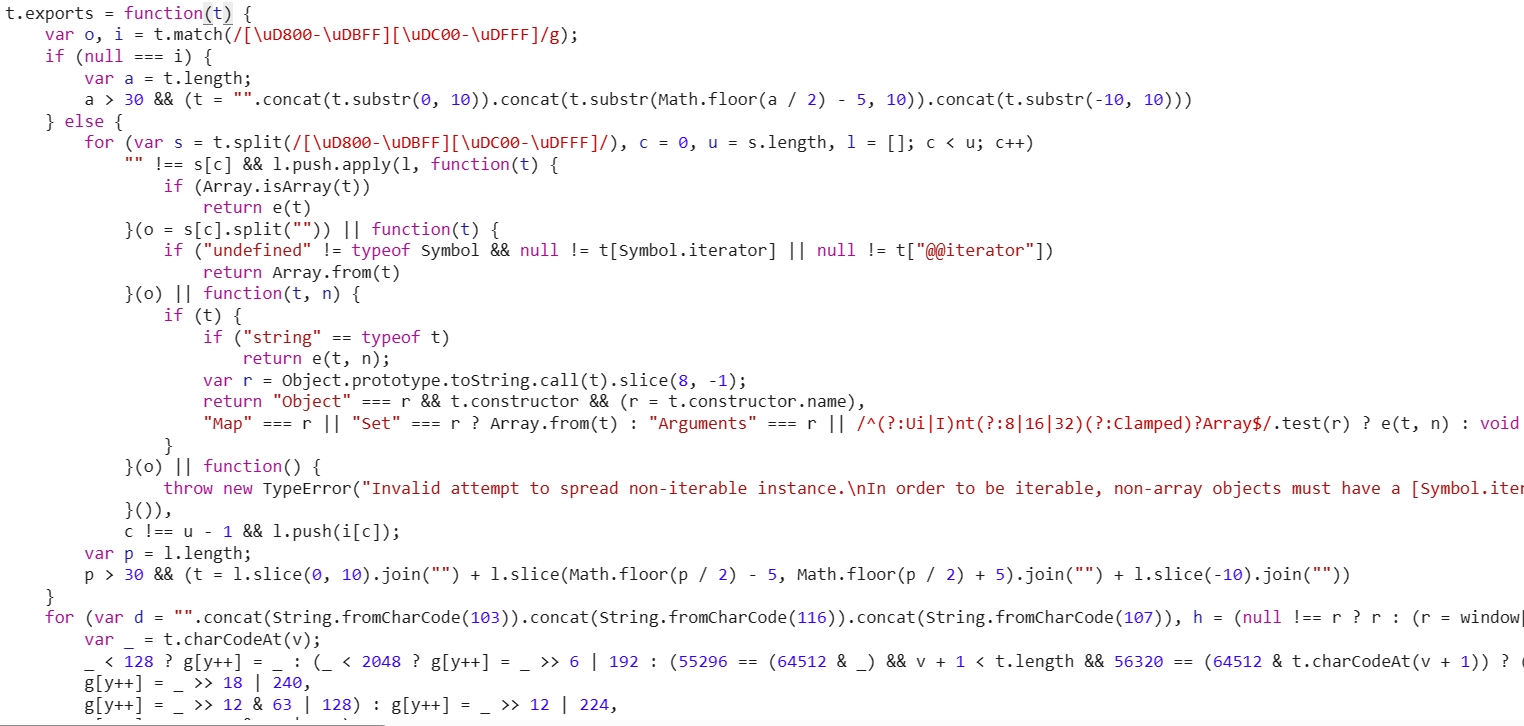 t.exports = function(t) {
    var o, i = t.match(/[\uD800-\uDBFF][\uDC00-\uDFFF]/g);
    if (null === i) {
        var a = t.length;
        a > 30 && (t = "".concat(t.substr(0, 10)).concat(t.substr(Math.floor(a / 2) - 5, 10)).concat(t.substr(-10, 10)))
    } else {
        for (var s = t.split(/[\uD800-\uDBFF][\uDC00-\uDFFF]/), c = 0, u = s.length, l = []; c < u; c++)
            "" !== s[c] && l.push.apply(l, function(t) {
                if (Array.isArray(t))
                    return e(t)
            }(o = s[c].split("")) || function(t) {
                if ("undefined" != typeof Symbol && null != t[Symbol.iterator] || null != t["@@iterator"])
                    return Array.from(t)
            }(o) || function(t, n) {
                if (t) {
                    if ("string" == typeof t)
                        return e(t, n);
                    var r = Object.prototype.toString.call(t).slice(8, -1);
                    return "Object" === r && t.constructor && (r = t.constructor.name),
                    "Map" === r || "Set" === r ? Array.from(t) : "Arguments" === r || /^(?:Ui|I)nt(?:8|16|32)(?:Clamped)?Array$/.test(r) ? e(t, n) : void
                }
            }(o) || function() {
                throw new TypeError("Invalid attempt to spread non-iterable instance.\nIn order to be iterable, non-array objects must have a [Symbol.iter
            }()),
            c !== u - 1 && l.push(i[c]);
        var p = l.length;
        p > 30 && (t = l.slice(0, 10).join("") + l.slice(Math.floor(p / 2) - 5, Math.floor(p / 2) + 5).join("") + l.slice(-10).join(""))
    }
    for (var d = "".concat(String.fromCharCode(103)).concat(String.fromCharCode(116)).concat(String.fromCharCode(107)), h = (null !== r ? r : (r = window|
        var _ = t.charCodeAt(v);
        _ < 128 ? g[y++] = _ : (_ < 2048 ? g[y++] = _ >> 6 | 192 : (55296 == (64512 & _) && v + 1 < t.length && 56320 == (64512 & t.charCodeAt(v + 1)) ? (
        g[y++] = _ >> 18 | 240,
        g[y++] = _ >> 12 & 63 | 128) : g[y++] = _ >> 12 | 224,